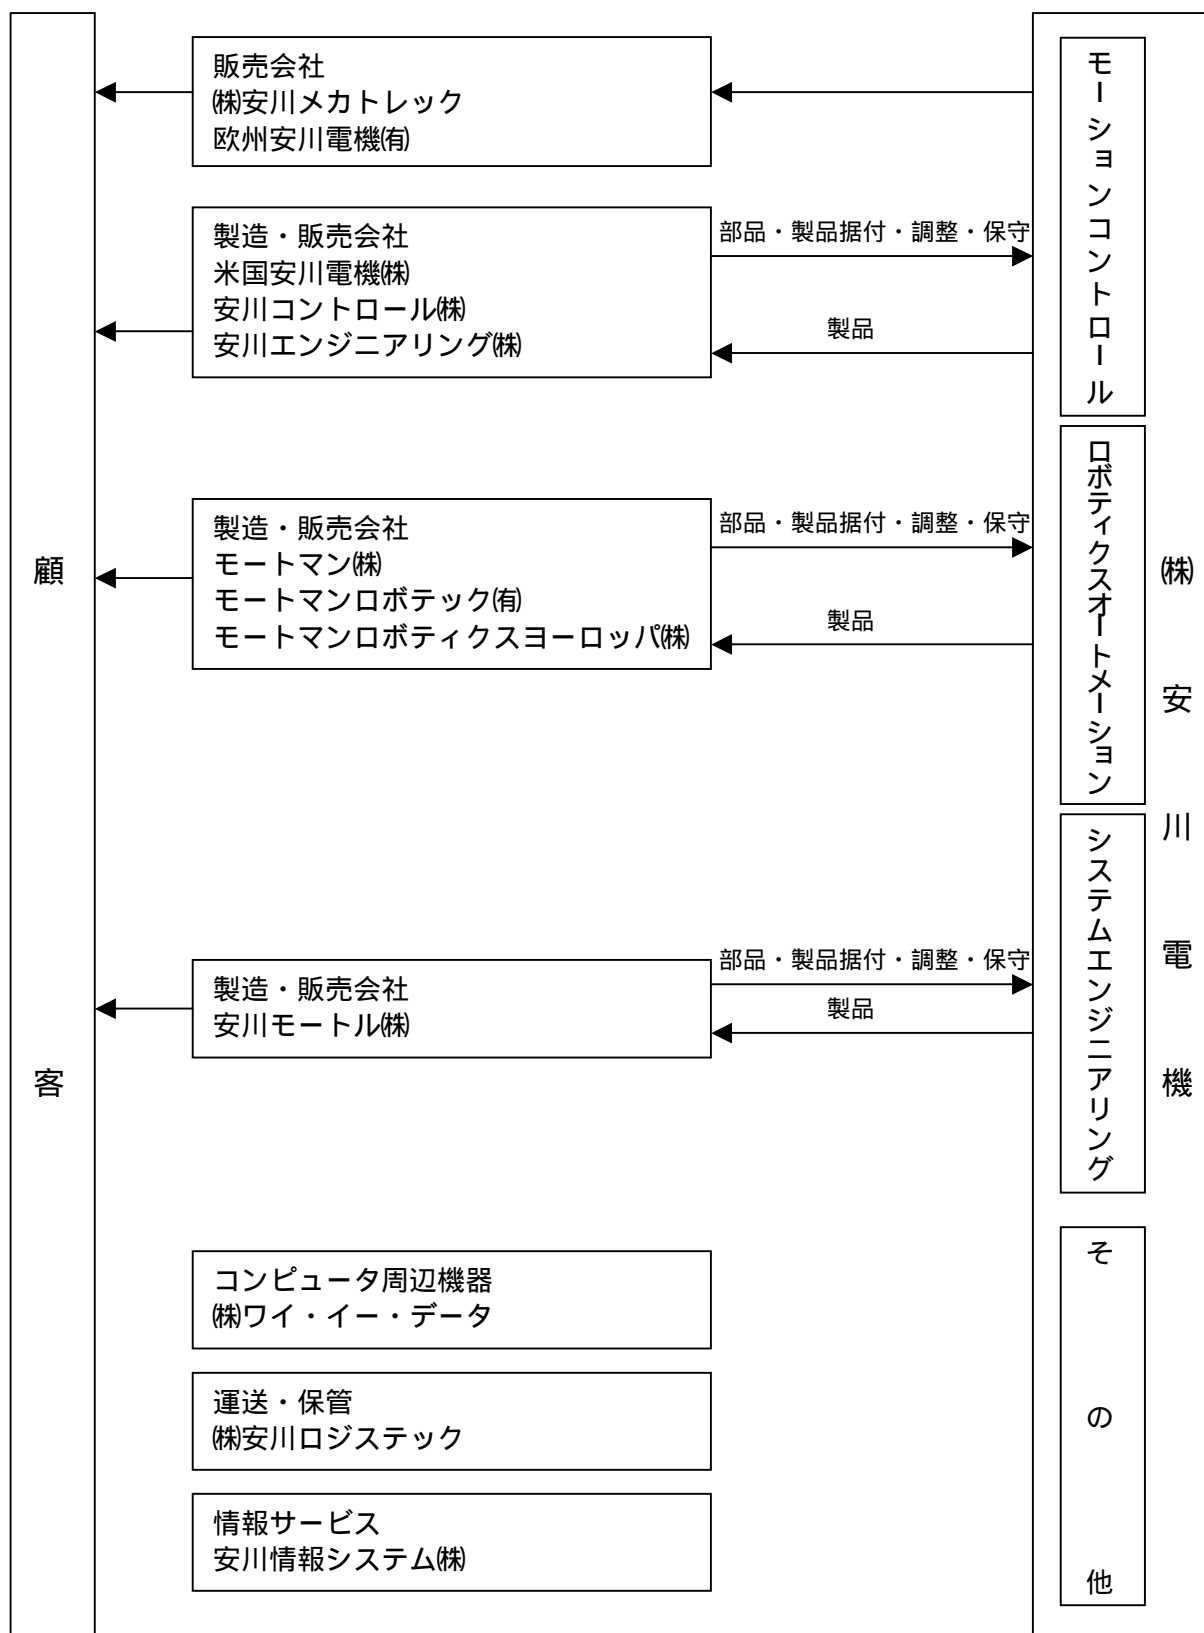 顧客
販売会社
㈱安川メカトレック
欧州安川電機㈲
製造・販売会社
米国安川電機㈱
安川コントロール㈱
安川エンジニアリング㈱
部品・製品据付・調整・保守
製品
モーションコントロール
製造・販売会社
モートマン㈱
モートマンロボテック㈲
モートマンロボティクスヨーロッパ㈱
部品・製品据付・調整・保守
製品
ロボティクスオートメーション
製造・販売会社
安川モートル㈱
部品・製品据付・調整・保守
製品
システムエンジニアリング
コンピュータ周辺機器
㈱ワイ・イー・データ
運送・保管
㈱安川ロジステック
情報サービス
安川情報システム㈱
その他
㈱安川電機